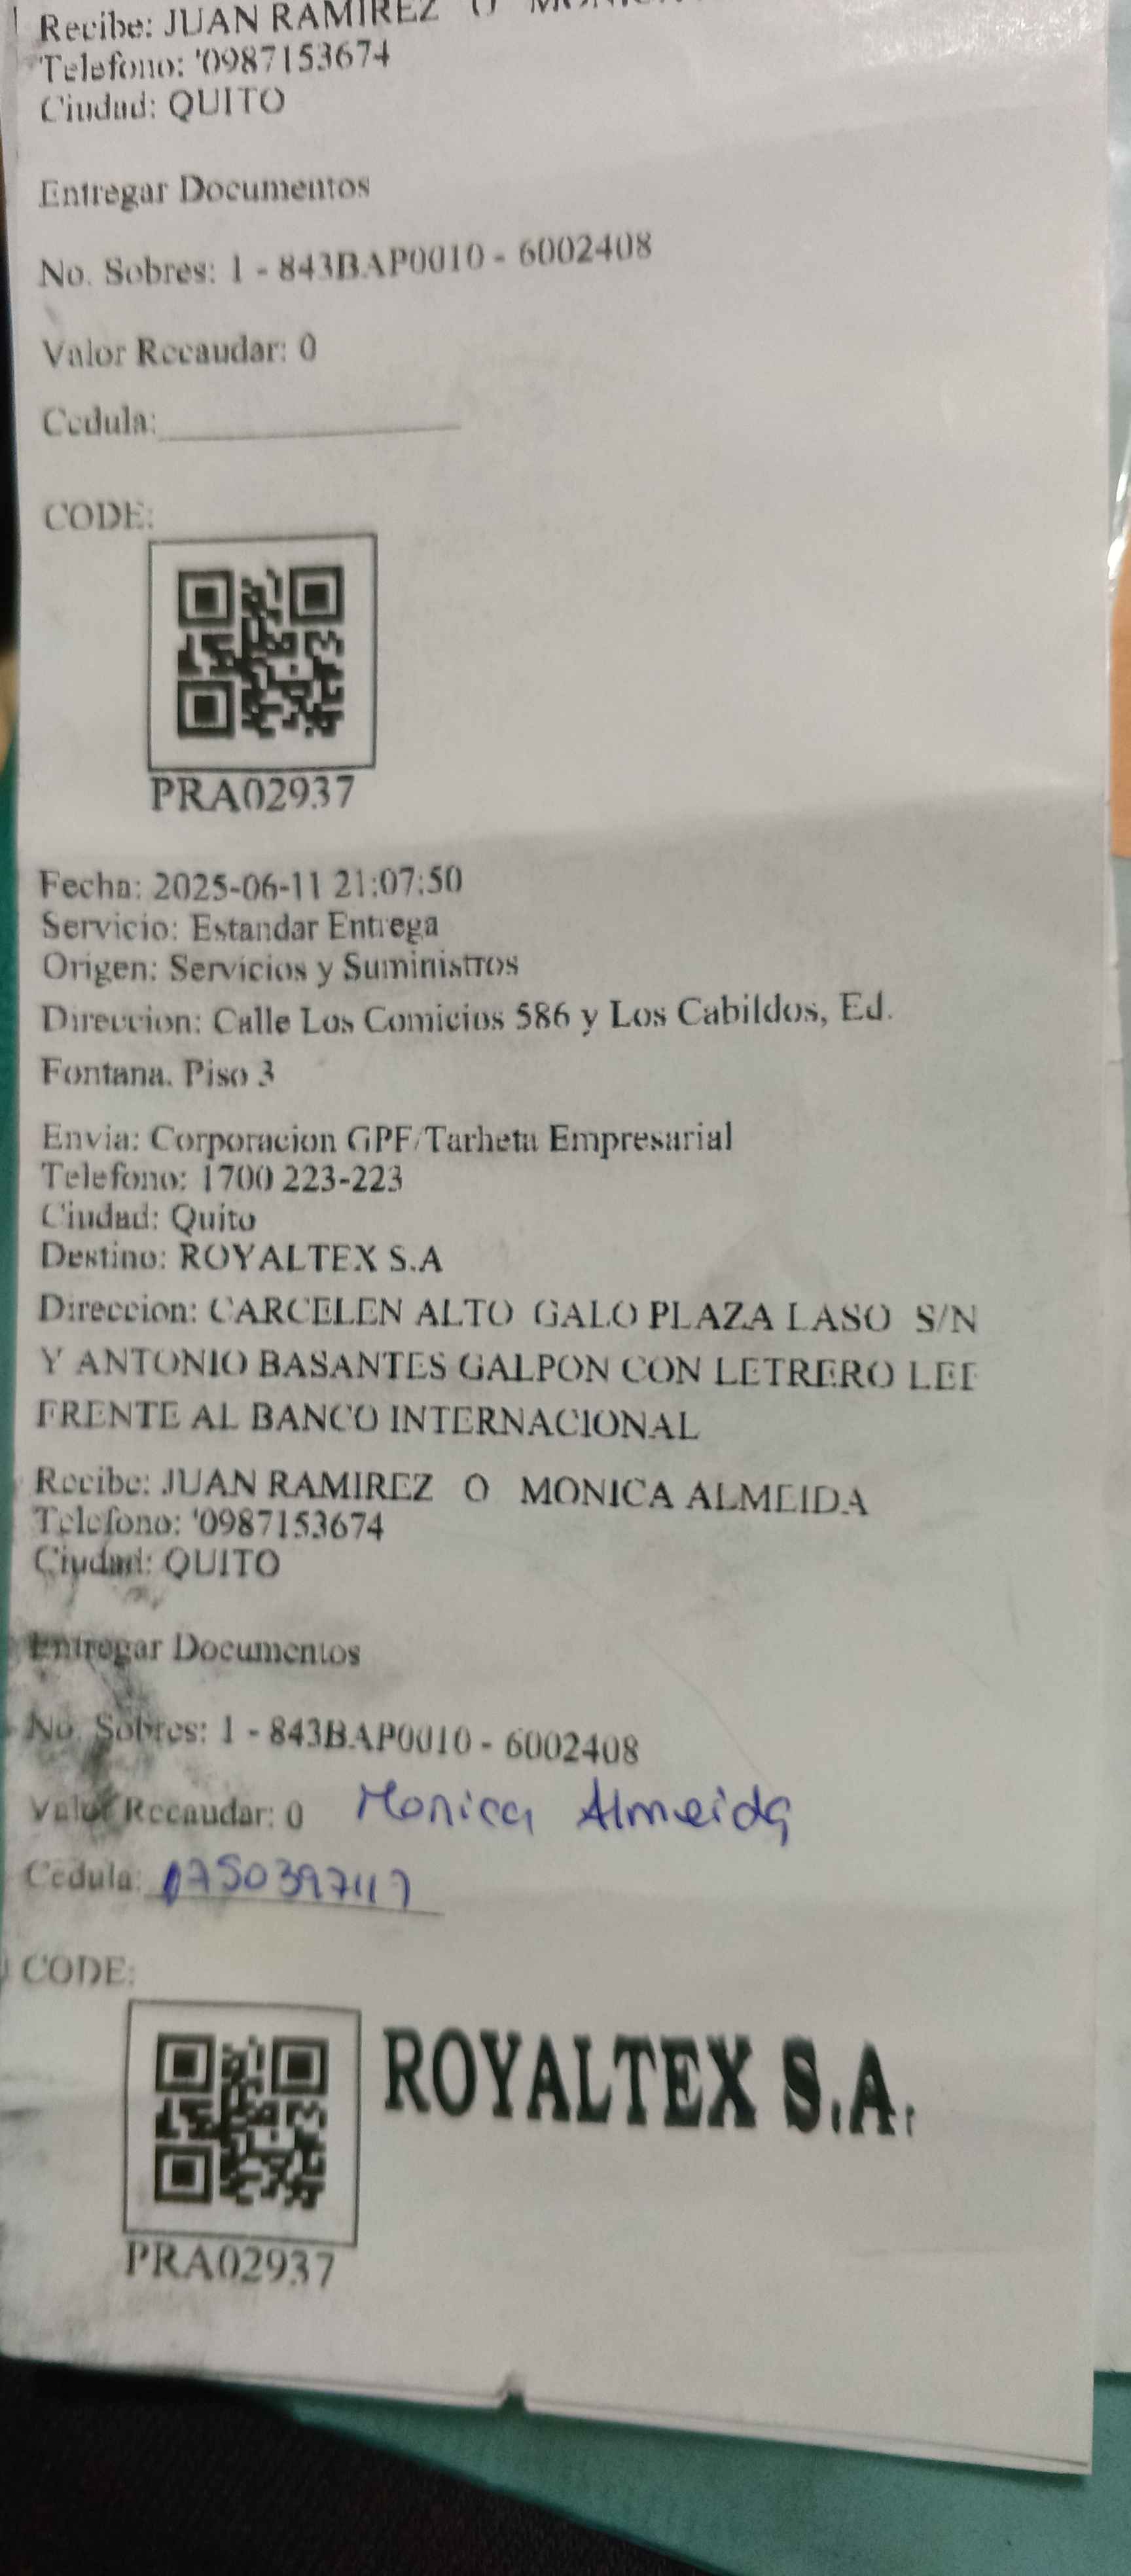 Recibe: JUAN RAMIREZ O
Telefono: '0987153674
Ciudad: QUITO
Entregar Documentos
No. Sobres: 1 - 843BAP0010 - 6002408
Valor Recaudar: 0
Cedula:
CODE:
PRA02937
Fecha: 2025-06-11 21:07:50
Servicio: Estandar Entrega
Origen: Servicios y Suministros
Direccion: Calle Los Comicios 586 y Los Cabildos, Ed.
Fontana. Piso 3
Envia: Corporacion GPF/Tarheta Empresarial
Telefono: 1700 223-223
Ciudad: Quito
Destino: ROYALTEX S.A
Direccion: CARCELEN ALTO GALO PLAZA LASO S/N
Y ANTONIO BASANTES GALPON CON LETRERO
FRENTE AL BANCO INTERNACIONAL
Recibe: JUAN RAMIREZ O MONICA ALMEIDA
Telefono: '0987153674
Ciudad: QUITO
Entregar Documentos
No. Sobres: 1 - 843BAP0010 - 6002408
Valor Recaudar: 0 Monica Almeida
Cedula:
CODE:
ROYALTEX S.A.
PRA02937